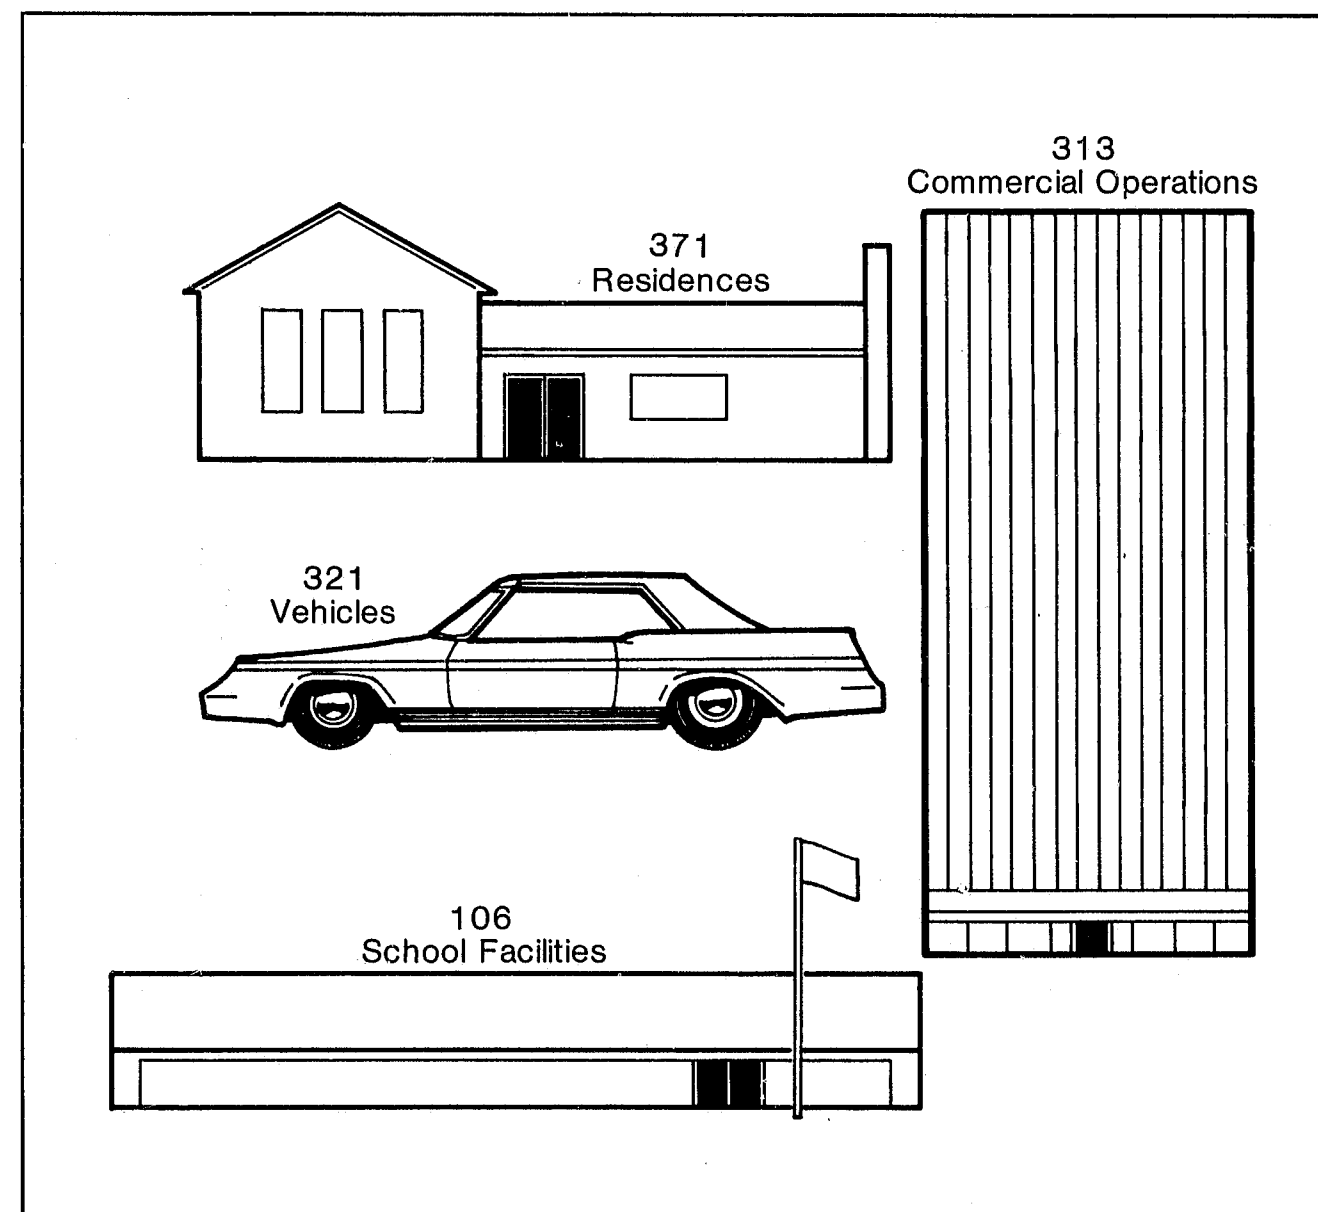 313
Commercial Operations
371
Residences
321
Vehicles
106
School Facilities